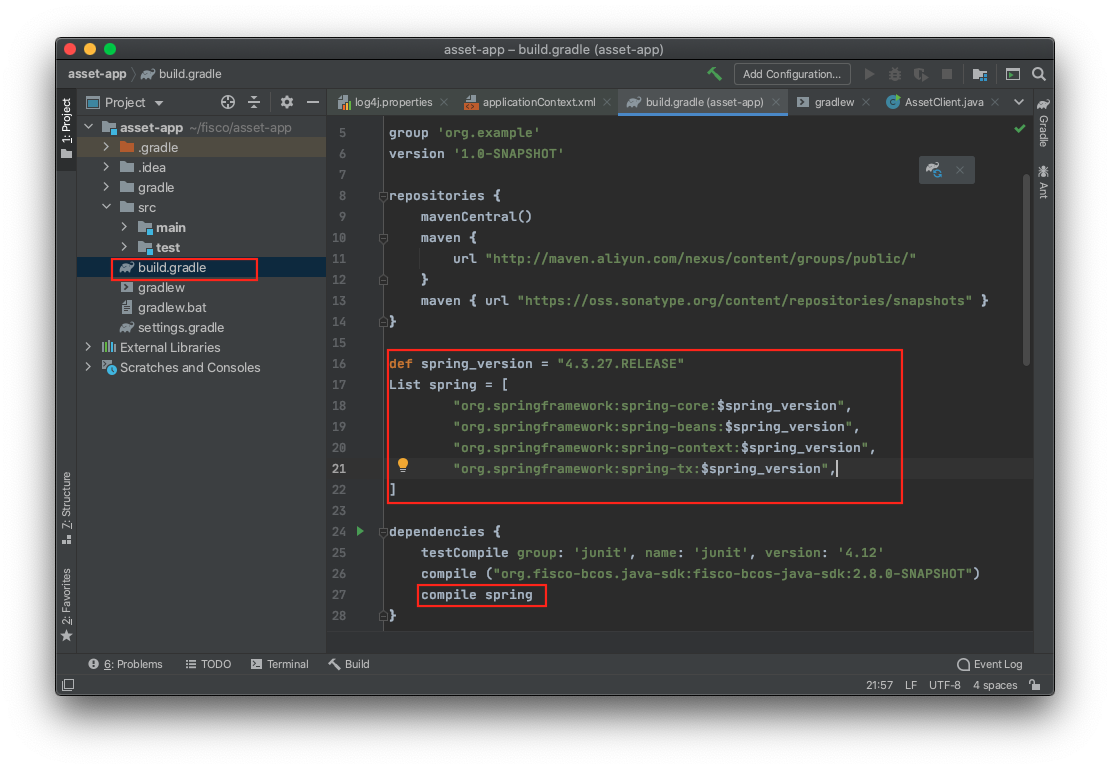 asset-app – build.gradle (asset-app)
asset-app build.gradle
Add Configuration...
1: Project
Project
log4j.properties
applicationContext.xml
build.gradle (asset-app)
gradlew
AssetClient.java
Gradle
Ant
asset-app ~/fisco/asset-app
.gradle
.idea
gradle
src
main
test
build.gradle
gradlew
gradlew.bat
settings.gradle
External Libraries
Scratches and Consoles
5 group 'org.example'
6 version '1.0-SNAPSHOT'
7
8 repositories {
9 mavenCentral()
10 maven {
11 url "http://maven.aliyun.com/nexus/content/groups/public/"
12 }
13 maven { url "https://oss.sonatype.org/content/repositories/snapshots" }
14 }
15
16 def spring_version = "4.3.27.RELEASE"
17 List spring = [
18 "org.springframework:spring-core:$spring_version",
19 "org.springframework:spring-beans:$spring_version",
20 "org.springframework:spring-context:$spring_version",
21 "org.springframework:spring-tx:$spring_version",
22 ]
23
24 dependencies {
25 testCompile group: 'junit', name: 'junit', version: '4.12'
26 compile ("org.fisco-bcos.java-sdk:fisco-bcos-java-sdk:2.8.0-SNAPSHOT")
27 compile spring
28 }
Z: Structure
2: Favorites
6: Problems
TODO
Terminal
Build
Event Log
21:57 LF UTF-8 4 spaces